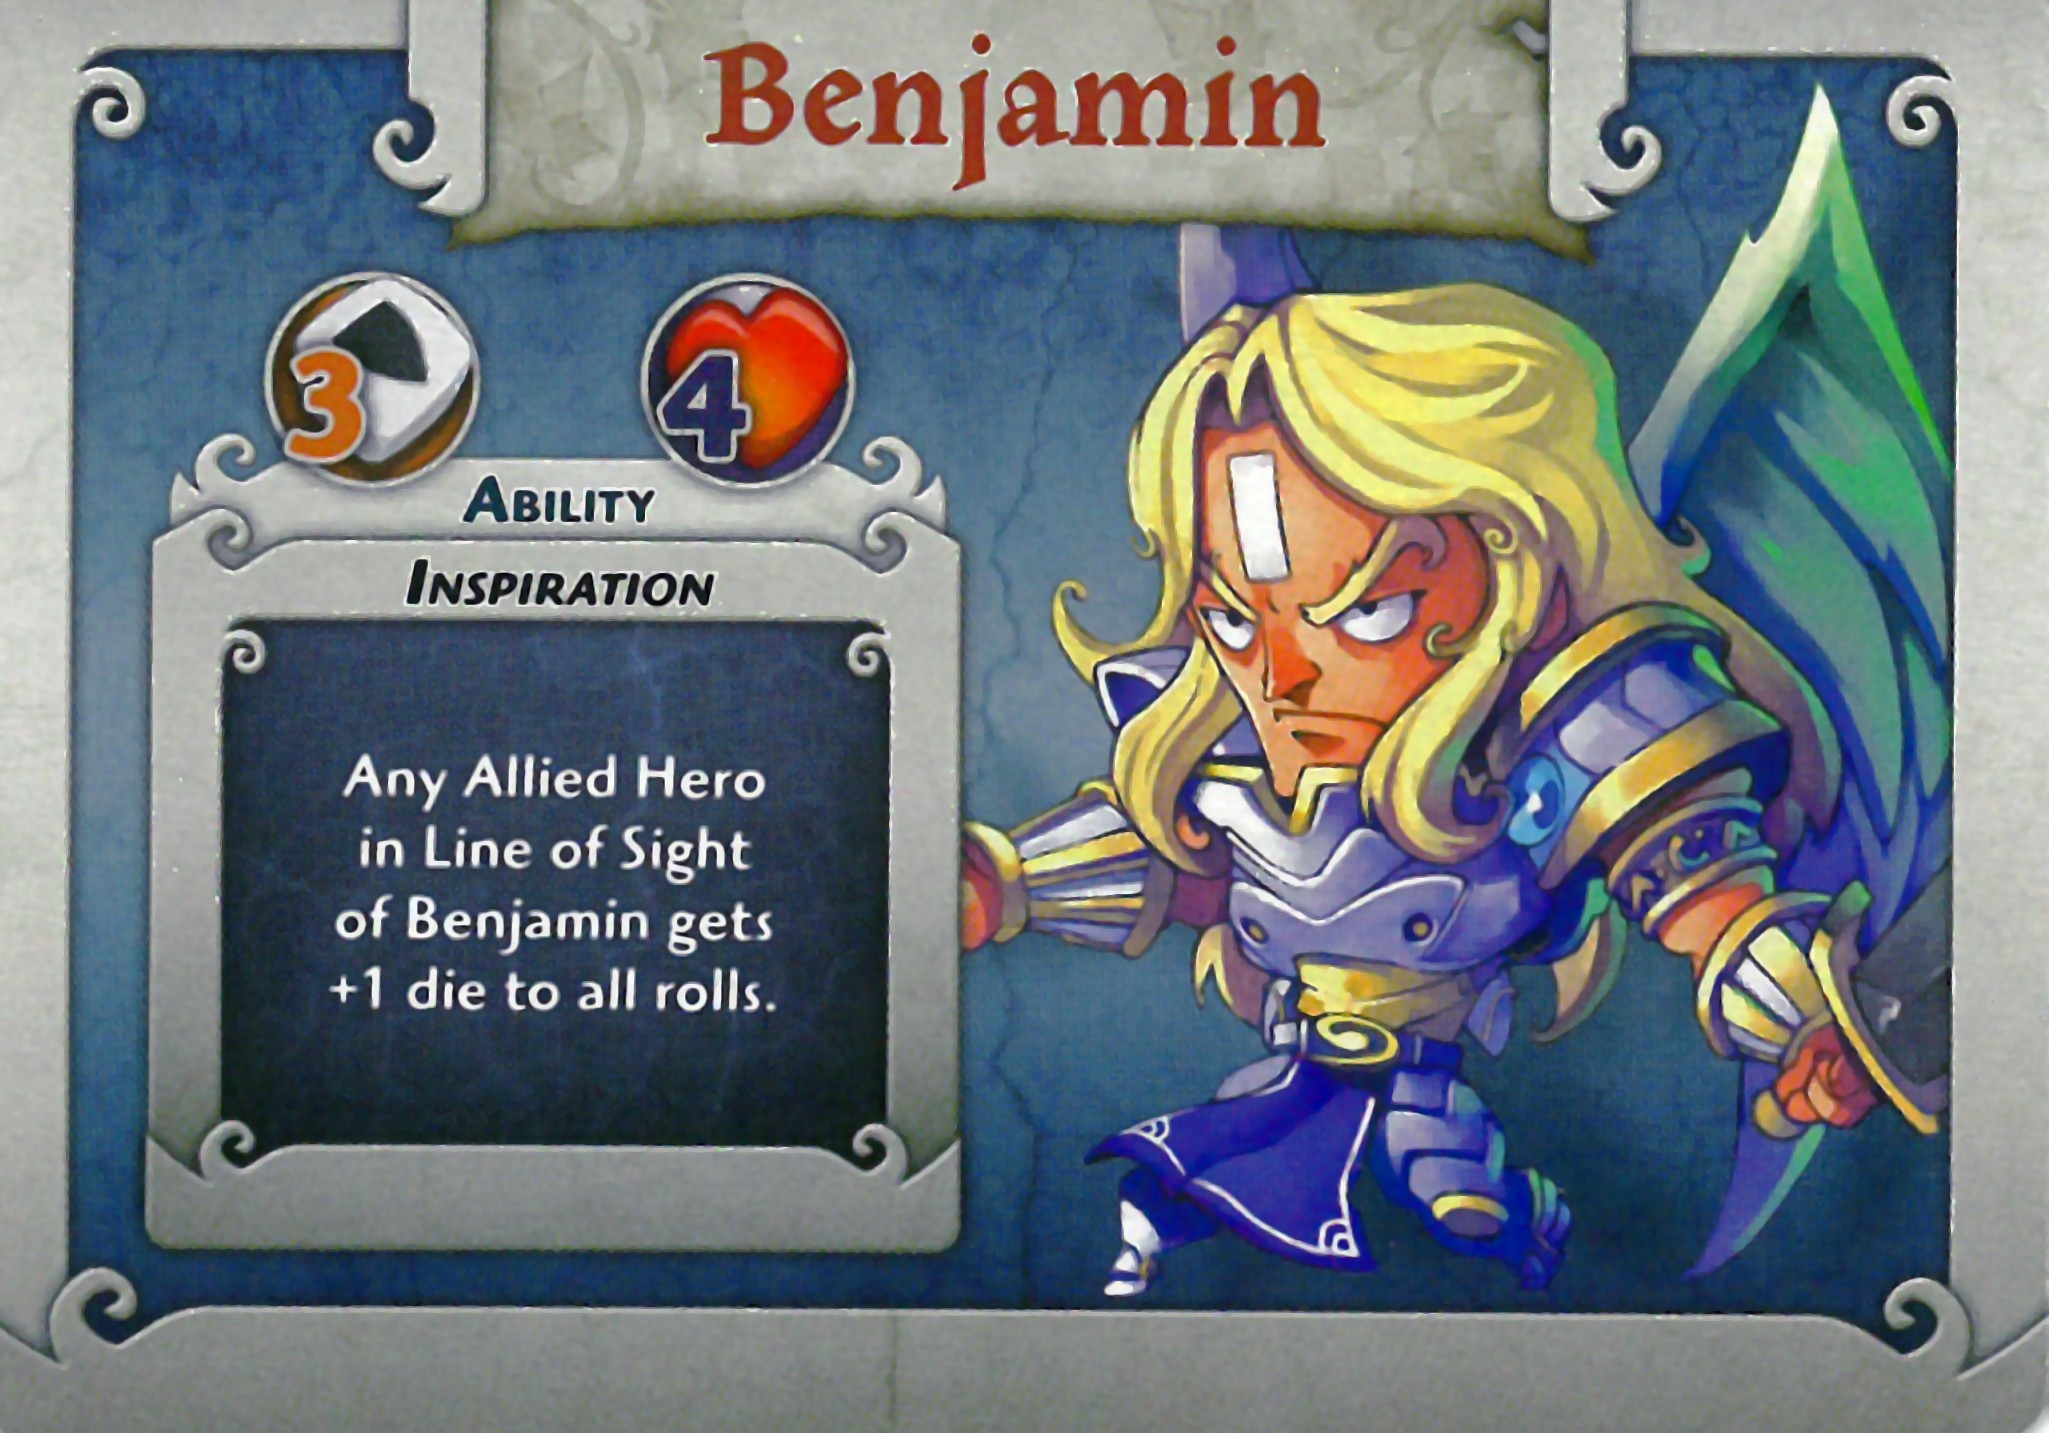 Benjamin
3
4
ABILITY
INSPIRATION
Any Allied Hero
in Line of Sight
of Benjamin gets
+1 die to all rolls.